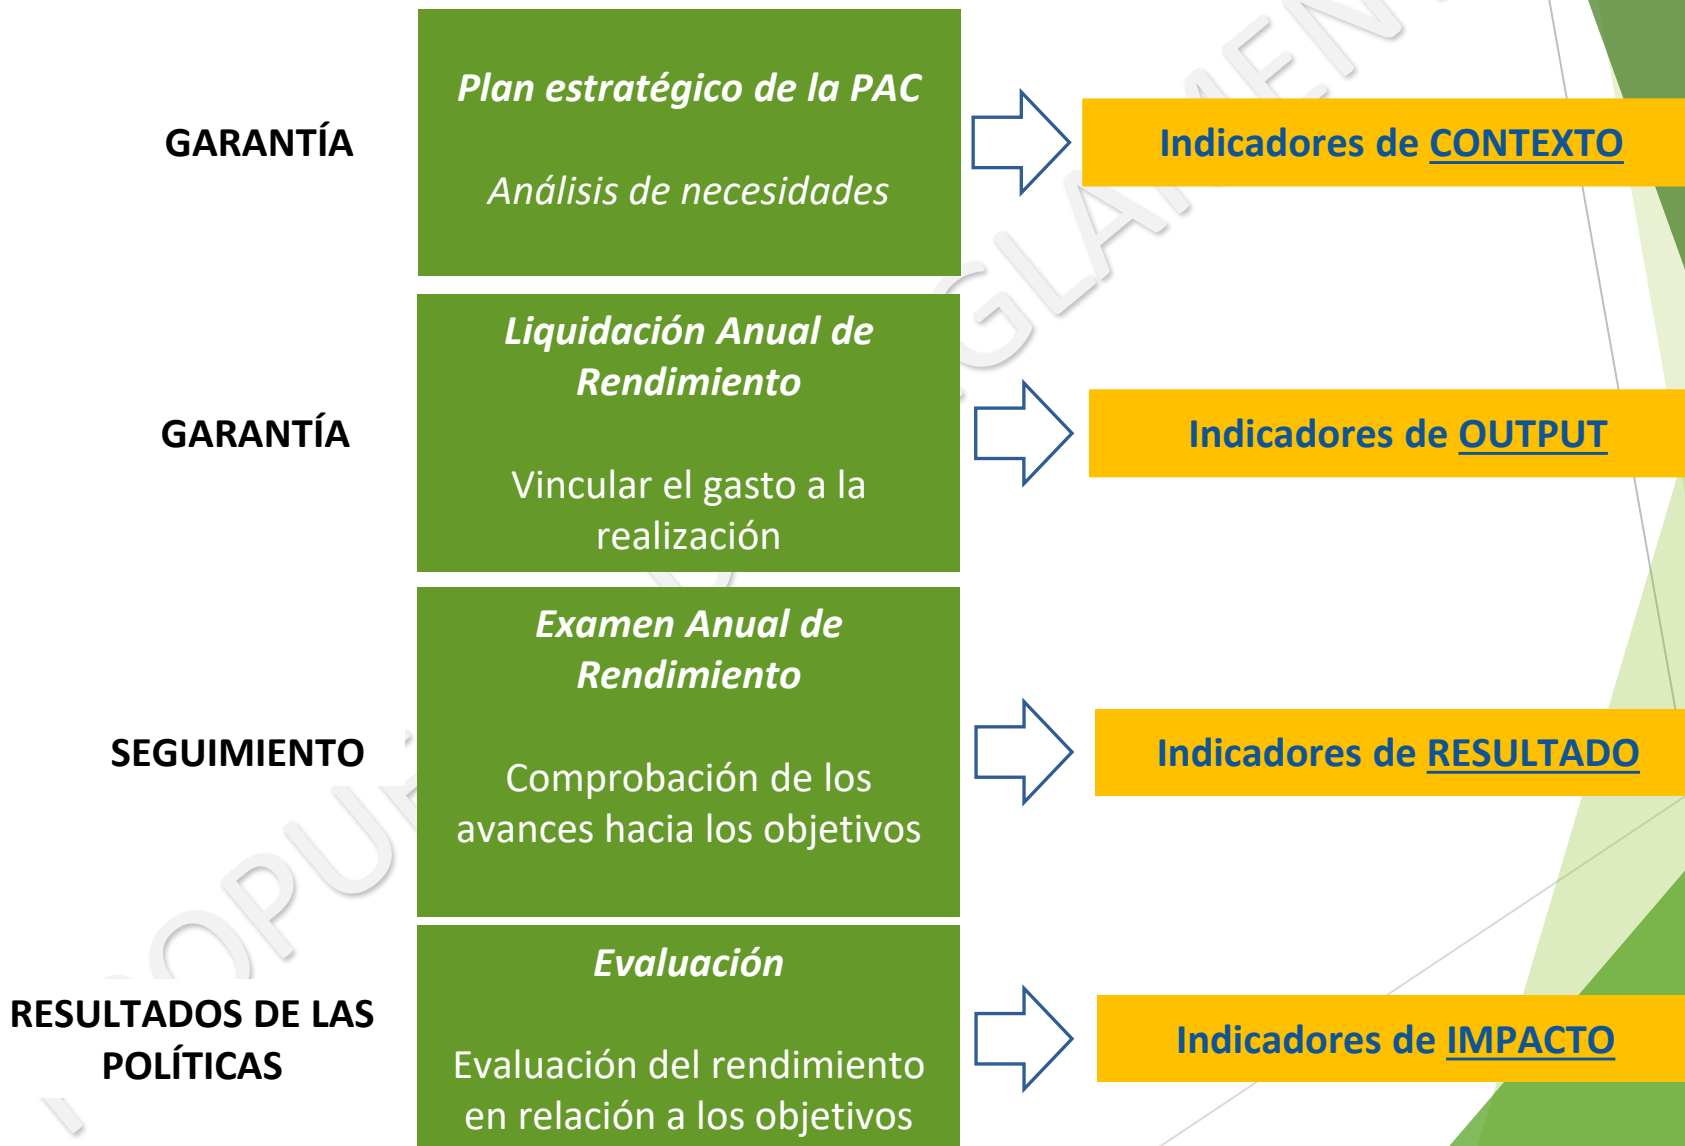 GARANTÍA
Plan estratégico de la PAC
Análisis de necesidades
Indicadores de CONTEXTO
GARANTÍA
Liquidación Anual de
Rendimiento
Vincular el gasto a la
realización
Indicadores de OUTPUT
SEGUIMIENTO
Examen Anual de
Rendimiento
Comprobación de los
avances hacia los objetivos
Indicadores de RESULTADO
RESULTADOS DE LAS
POLÍTICAS
Evaluación
Evaluación del rendimiento
en relación a los objetivos
Indicadores de IMPACTO